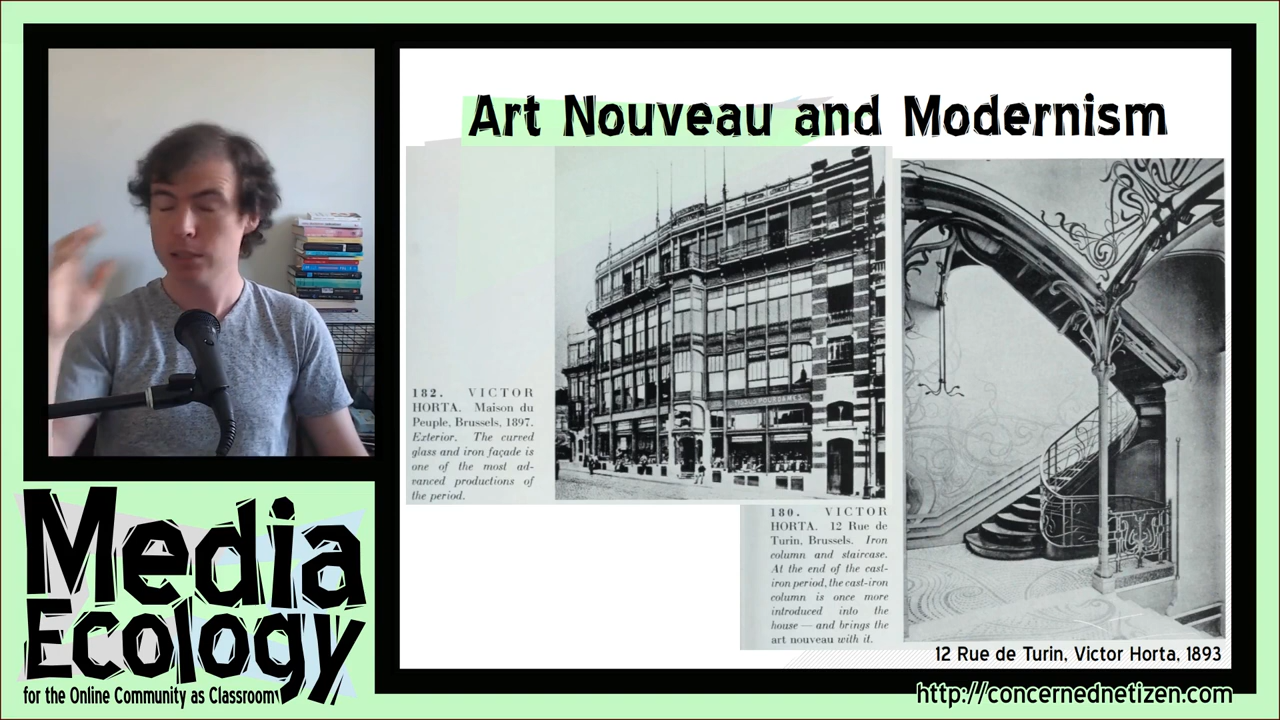 Art Nouveau and Modernism
182. VICTOR
HORTA. Maison du
Peuple, Brussels, 1897.
Exterior. The curved
glass and iron façade is
one of the most ad-
vanced productions of
the period.
180. VICTOR
HORTA. 12 Rue de
Turin, Brussels. Iron
column and staircase.
At the end of the cast-
iron period, the cast-iron
column is once more
introduced into the
house — and brings the
art nouveau with it.
12 Rue de Turin, Victor Horta, 1893
Media
Ecology
for the Online Community as Classroom
http://concernednetizen.com